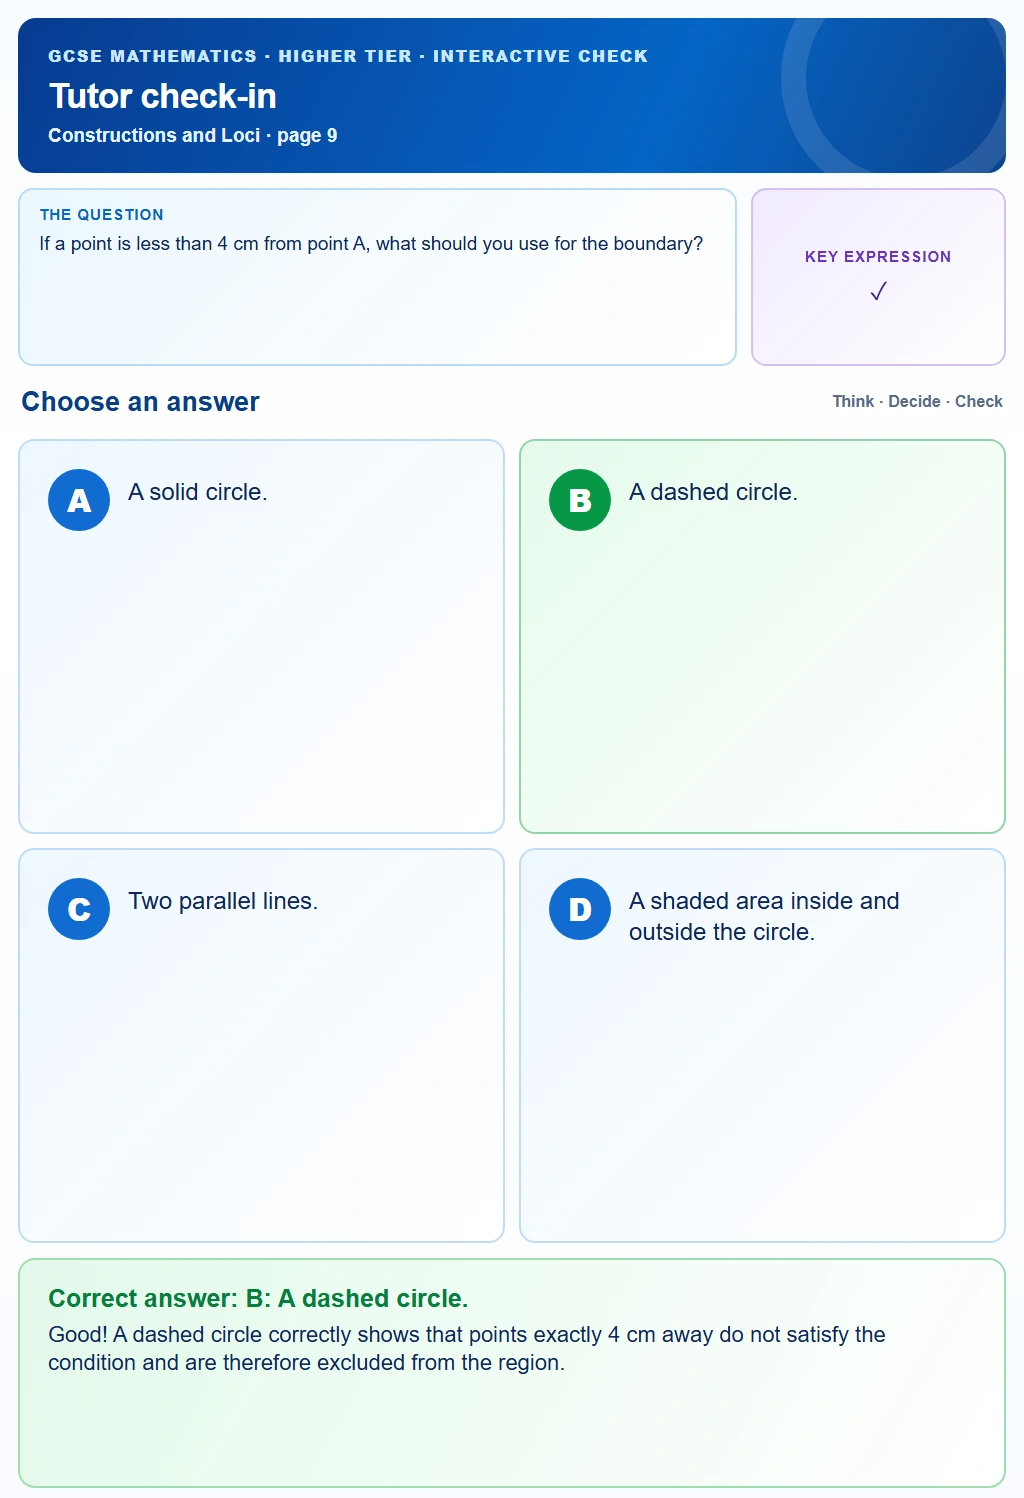 GCSE MATHEMATICS · HIGHER TIER · INTERACTIVE CHECK
Tutor check-in
Constructions and Loci · page 9
THE QUESTION
If a point is less than 4 cm from point A, what should you use for the boundary?
KEY EXPRESSION
✓
Choose an answer
Think · Decide · Check
A
A solid circle.
B
A dashed circle.
C
Two parallel lines.
D
A shaded area inside and
outside the circle.
Correct answer: B: A dashed circle.
Good! A dashed circle correctly shows that points exactly 4 cm away do not satisfy the
condition and are therefore excluded from the region.